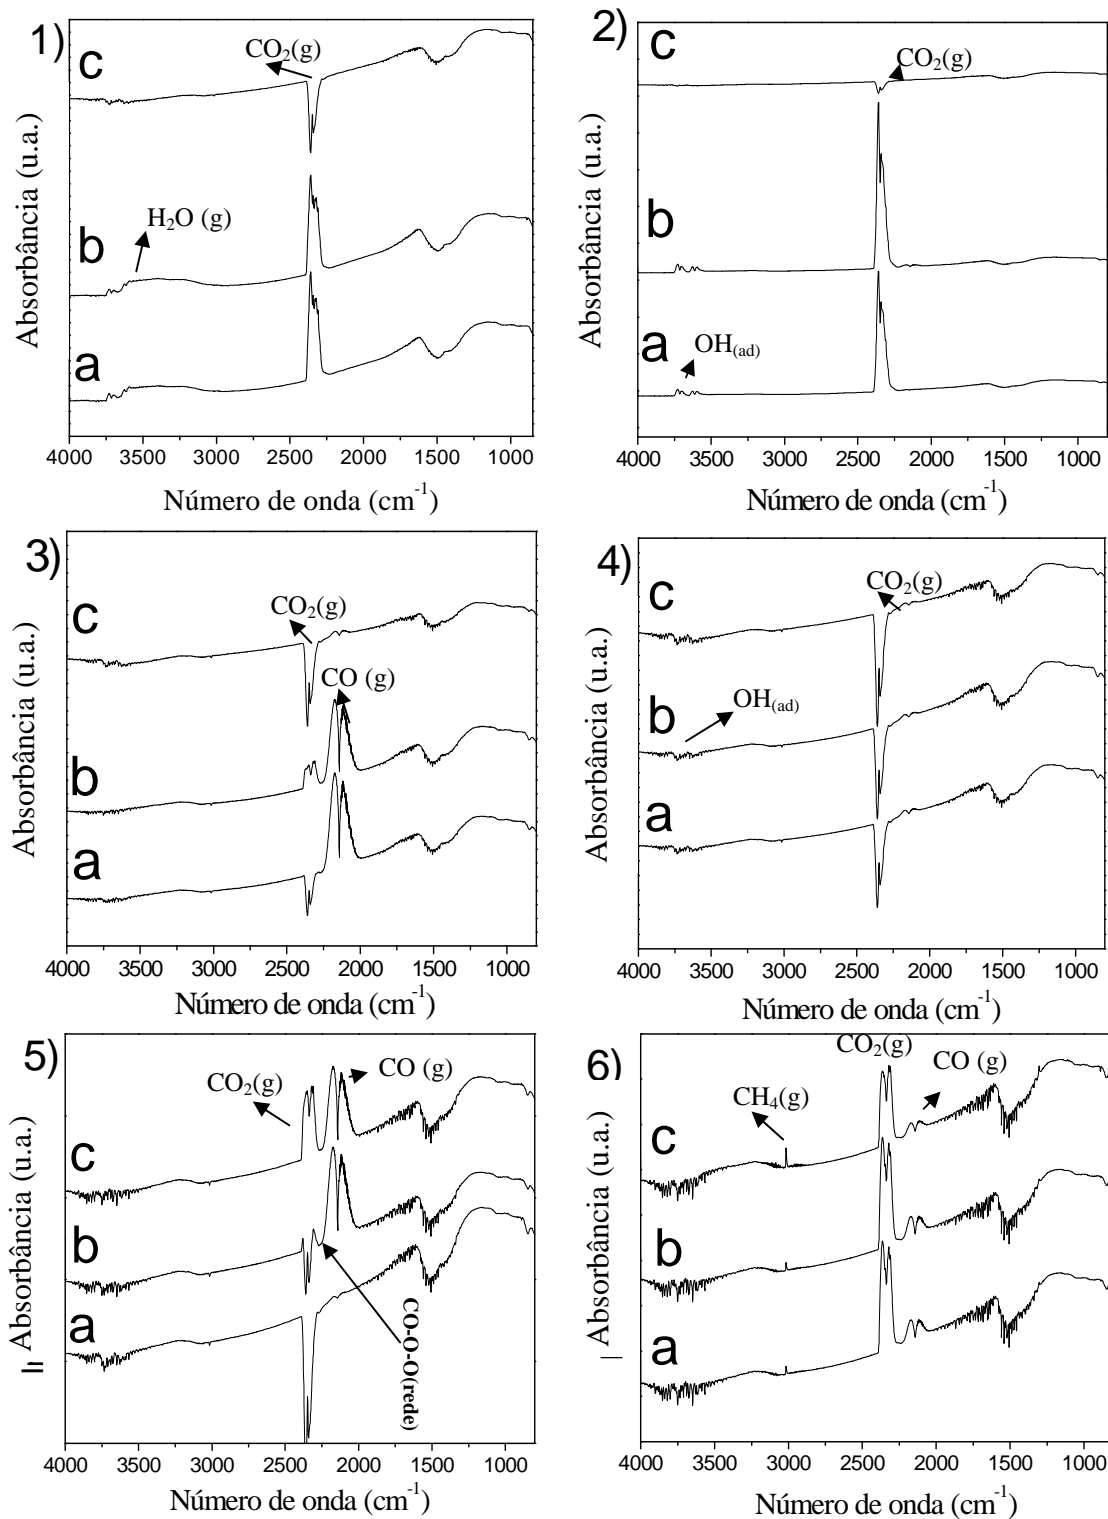 1)
c
CO₂(g)
b
H₂O (g)
a
Absorbância (u.a.)
4000 3500 3000 2500 2000 1500 1000
Número de onda (cm⁻¹)
2)
c
CO₂(g)
b
a
OH(ad)
Absorbância (u.a.)
4000 3500 3000 2500 2000 1500 1000
Número de onda (cm⁻¹)
3)
c
CO₂(g)
CO (g)
b
a
Absorbância (u.a.)
4000 3500 3000 2500 2000 1500 1000
Número de onda (cm⁻¹)
4)
c
CO₂(g)
b
OH(ad)
a
Absorbância (u.a.)
4000 3500 3000 2500 2000 1500 1000
Número de onda (cm⁻¹)
5)
CO₂(g)
CO (g)
c
b
a
CO-O-O(rede)
Absorbância (u.a.)
4000 3500 3000 2500 2000 1500 1000
Número de onda (cm⁻¹)
6)
CO₂(g)
CO (g)
CH₄(g)
c
b
a
Absorbância (u.a.)
4000 3500 3000 2500 2000 1500 1000
Número de onda (cm⁻¹)